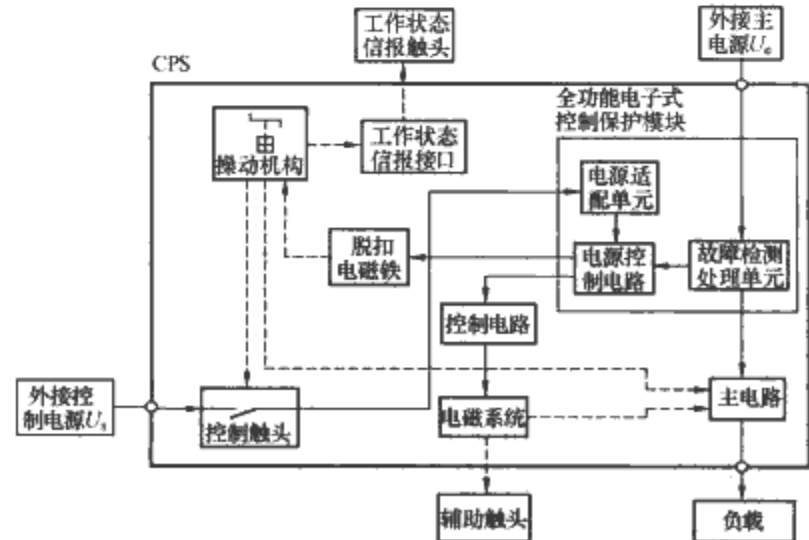 工作状态
信报触头
外接主
电源Ue
CPS
全功能电子式
控制保护模块
操动机构
工作状态
信报接口
电源适
配单元
脱扣
电磁铁
电源控
制电路
故障检测
处理单元
控制电路
外接控
制电源Us
控制触头
电磁系统
主电路
辅助触头
负载